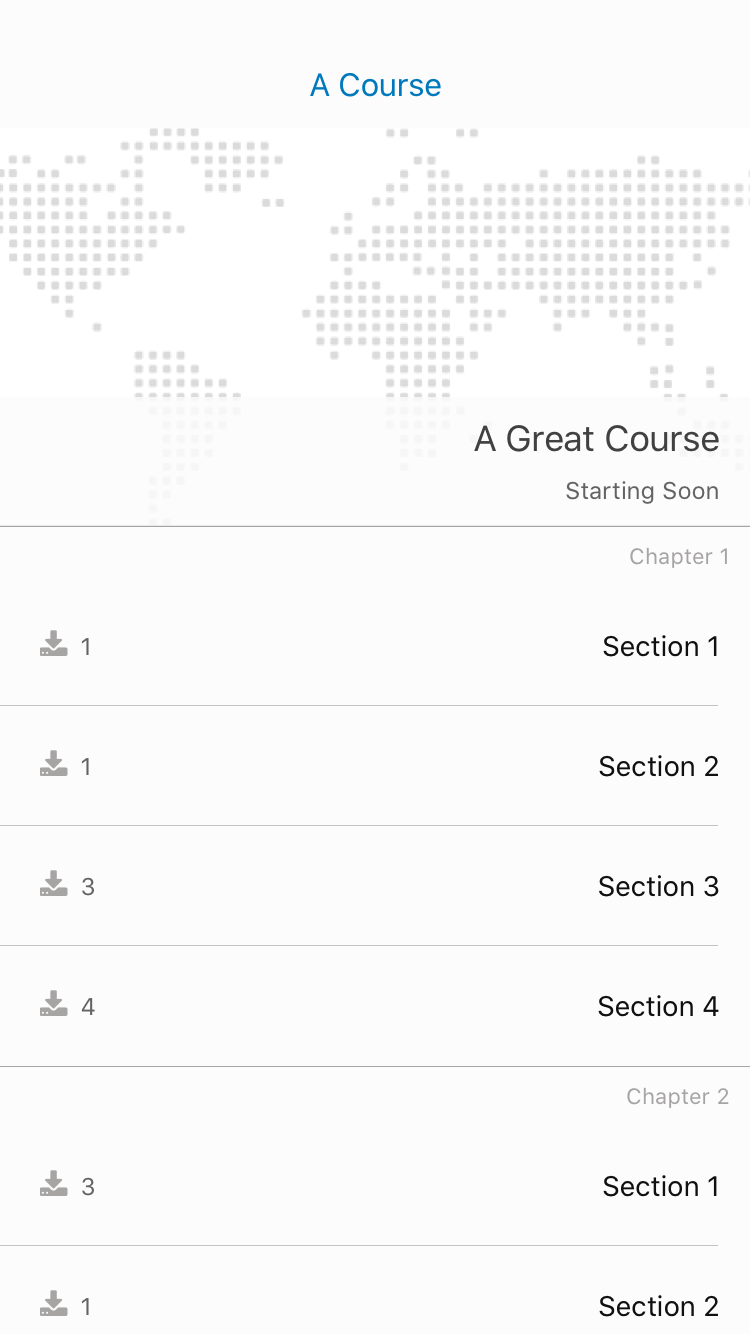 A Course
A Great Course
Starting Soon
Chapter 1
1 Section 1
1 Section 2
3 Section 3
4 Section 4
Chapter 2
3 Section 1
1 Section 2